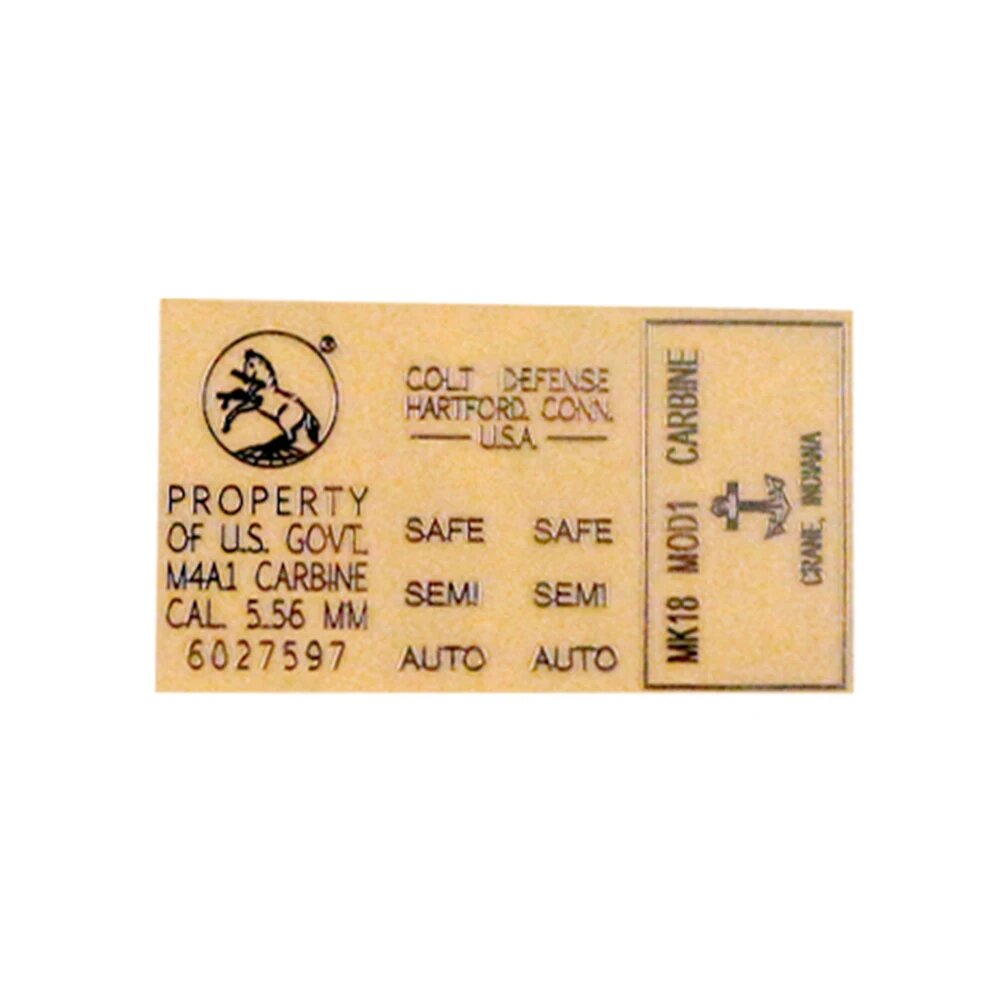 ®
PROPERTY
OF U.S. GOVT.
M4A1 CARBINE
CAL. 5.56 MM
6027597
COLT DEFENSE
HARTFORD. CONN.
U.S.A.
SAFE SAFE
SEMI SEMI
AUTO AUTO
MK18 MOD1 CARBINE
CRANE, INDIANA